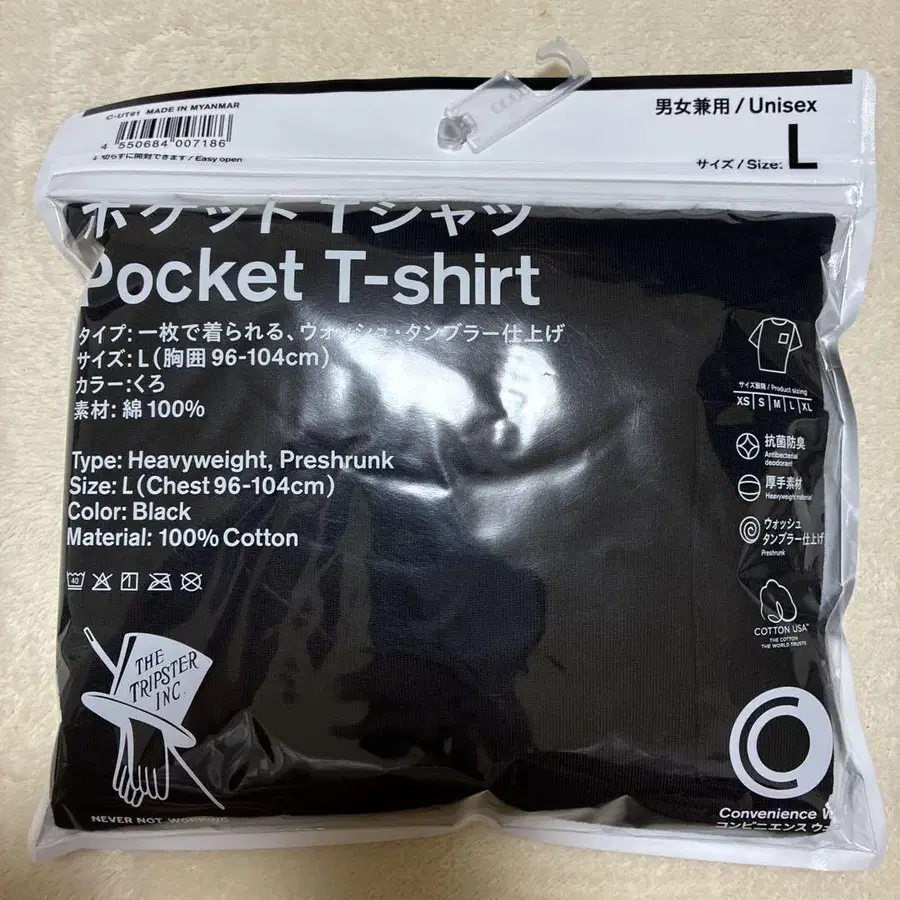 C-UT61 MADE IN MYANMAR
4 550684 007186
切らずに開封できます / Easy open
男女兼用 / Unisex
サイズ / Size: L
ポケットTシャツ
Pocket T-shirt
タイプ: 一枚で着られる、ウォッシュ・タンブラー仕上げ
サイズ: L (胸囲 96-104cm)
カラー: くろ
素材: 綿 100%
Type: Heavyweight, Preshrunk
Size: L (Chest 96-104cm)
Color: Black
Material: 100% Cotton
40
THE
TRIPSTER
INC.
NEVER NOT WORKING
サイズ展開 / Product sizing
XS | S | M | L | XL
抗菌防臭
Antibacterial
deodorant
厚手素材
Heavyweight material
ウォッシュ
タンブラー仕上げ
Preshrunk
COTTON USA™
THE COTTON
THE WORLD TRUSTS
Convenience W
コンビニエンス ウェ